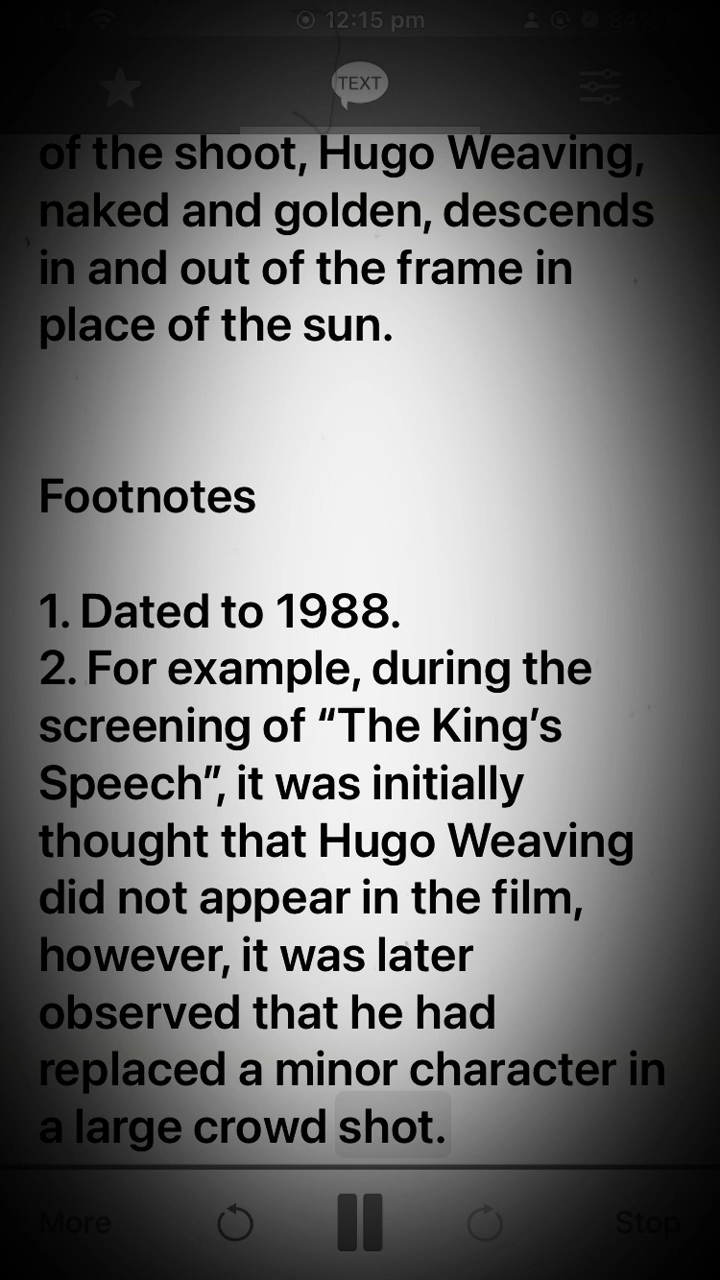 12:15 pm
TEXT
of the shoot, Hugo Weaving,
naked and golden, descends
in and out of the frame in
place of the sun.
Footnotes
1. Dated to 1988.
2. For example, during the
screening of “The King’s
Speech”, it was initially
thought that Hugo Weaving
did not appear in the film,
however, it was later
observed that he had
replaced a minor character in
a large crowd shot.
More
Stop